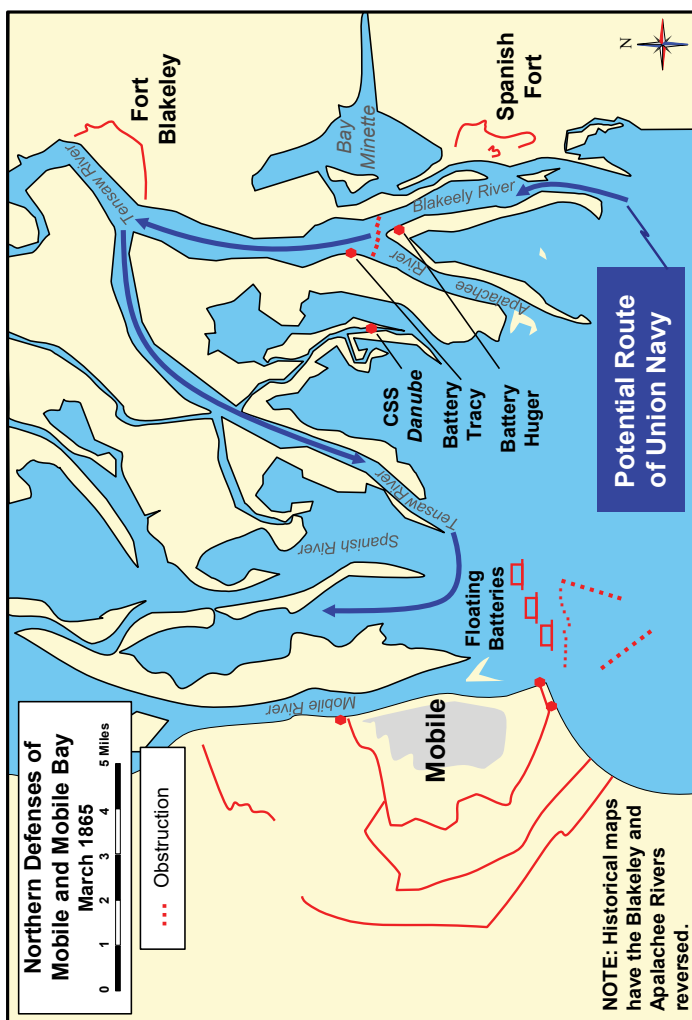 Northern Defenses of
Mobile and Mobile Bay
March 1865
0 1 2 3 4 5 Miles
Obstruction
Fort
Blakeley
Tensaw River
Bay
Minette
Spanish
Fort
N
Blakeely River
Apalachee
River
CSS
Danube
Battery
Tracy
Battery
Huger
Tensaw River
Spanish River
Floating
Batteries
Mobile River
Mobile
Potential Route
of Union Navy
NOTE: Historical maps
have the Blakeley and
Apalachee Rivers
reversed.